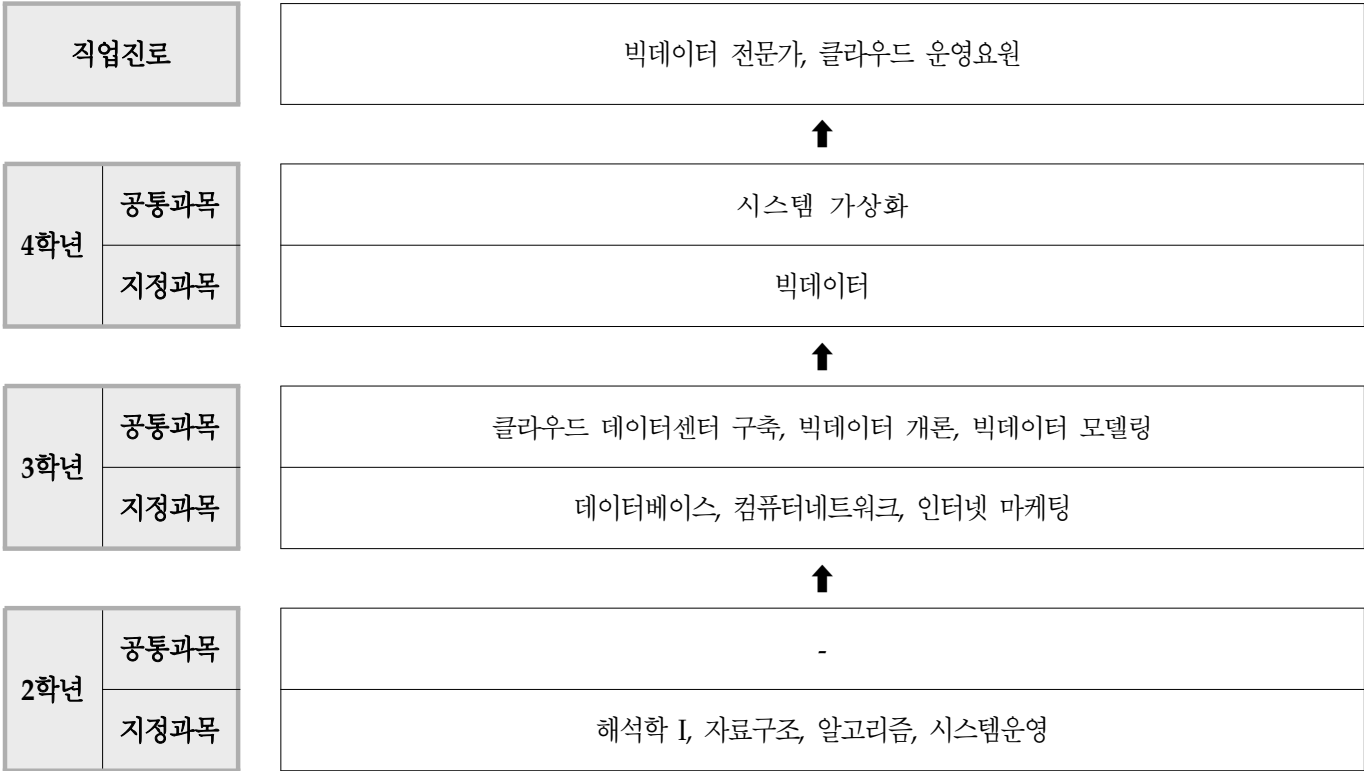 직업진로
빅데이터 전문가, 클라우드 운영요원
4학년
공통과목
시스템 가상화
지정과목
빅데이터
3학년
공통과목
클라우드 데이터센터 구축, 빅데이터 개론, 빅데이터 모델링
지정과목
데이터베이스, 컴퓨터네트워크, 인터넷 마케팅
2학년
공통과목
-
지정과목
해석학 I, 자료구조, 알고리즘, 시스템운영